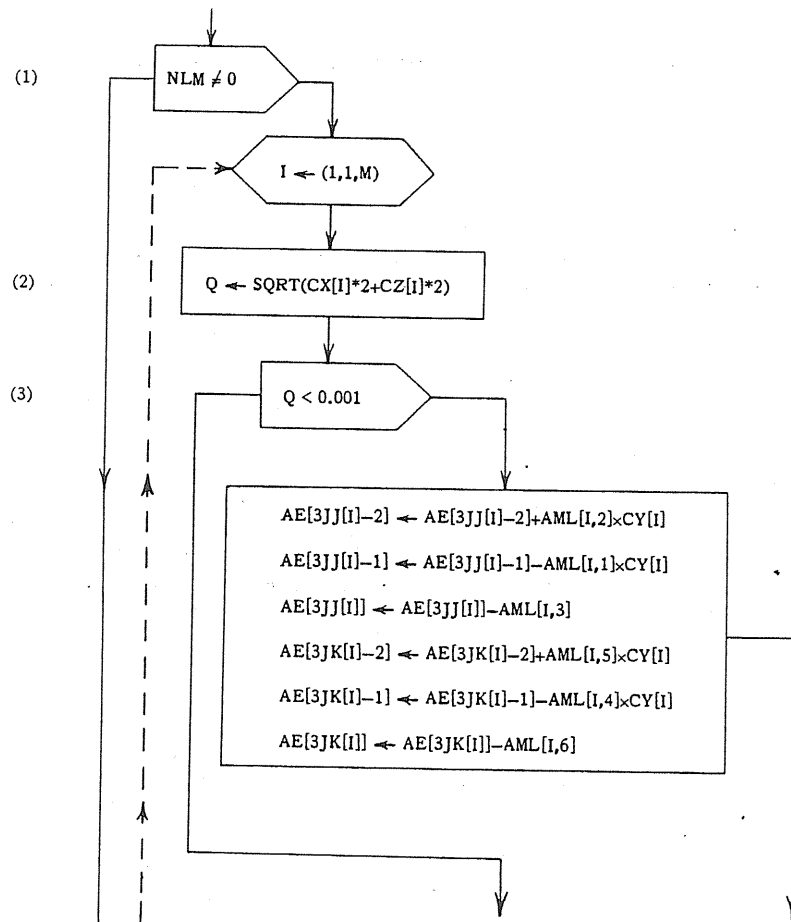 (1)
NLM ≠ 0
I ← (1,1,M)
(2)
Q ← SQRT(CX[I]*2+CZ[I]*2)
(3)
Q < 0.001
AE[3JJ[I]−2] ← AE[3JJ[I]−2]+AML[I,2]×CY[I]
AE[3JJ[I]−1] ← AE[3JJ[I]−1]−AML[I,1]×CY[I]
AE[3JJ[I]] ← AE[3JJ[I]]−AML[I,3]
AE[3JK[I]−2] ← AE[3JK[I]−2]+AML[I,5]×CY[I]
AE[3JK[I]−1] ← AE[3JK[I]−1]−AML[I,4]×CY[I]
AE[3JK[I]] ← AE[3JK[I]]−AML[I,6]